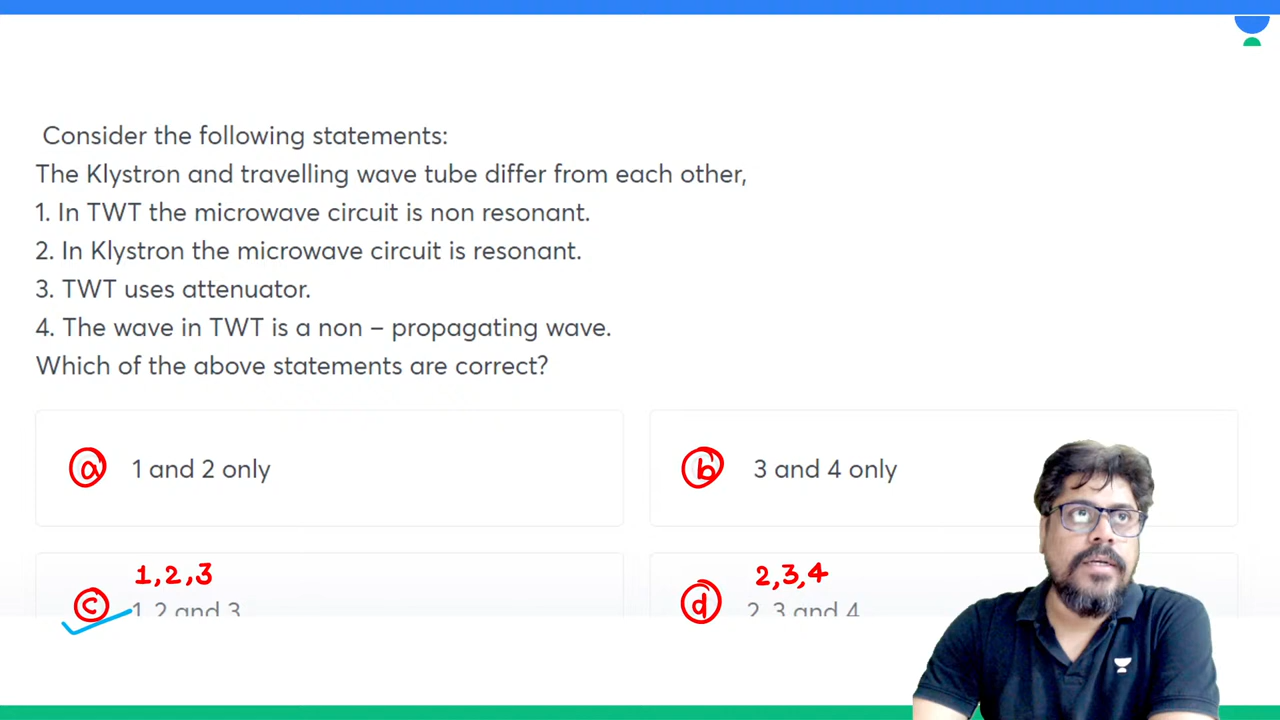 Consider the following statements:
The Klystron and travelling wave tube differ from each other,
1. In TWT the microwave circuit is non resonant.
2. In Klystron the microwave circuit is resonant.
3. TWT uses attenuator.
4. The wave in TWT is a non – propagating wave.
Which of the above statements are correct?
a 1 and 2 only
b 3 and 4 only
1,2,3
c 1, 2 and 3
2,3,4
d 2, 3 and 4